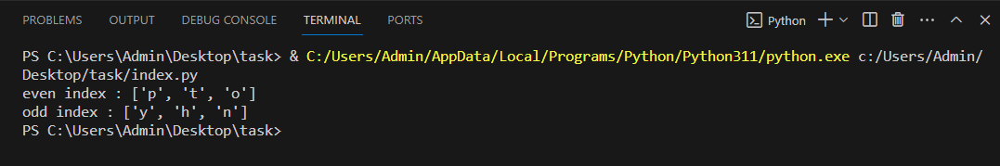 PROBLEMS OUTPUT DEBUG CONSOLE TERMINAL PORTS Python
PS C:\Users\Admin\Desktop\task> & C:/Users/Admin/AppData/Local/Programs/Python/Python311/python.exe c:/Users/Admin/
Desktop/task/index.py
even index : ['p', 't', 'o']
odd index : ['y', 'h', 'n']
PS C:\Users\Admin\Desktop\task>